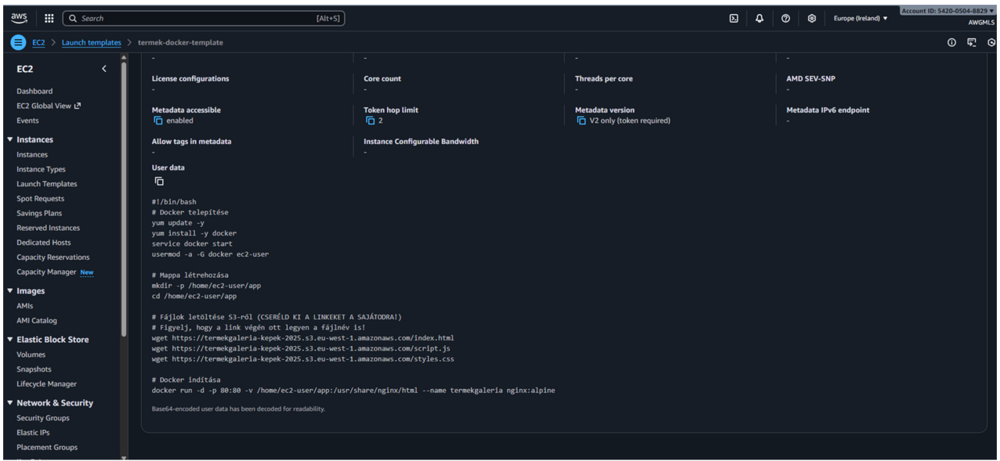 aws
Search
[Alt+S]
Europe (Ireland)
Account ID: 5420-0504-8829
AWGMLS
EC2 > Launch templates > termek-docker-template
EC2
Dashboard
EC2 Global View
Events
Instances
Instances
Instance Types
Launch Templates
Spot Requests
Savings Plans
Reserved Instances
Dedicated Hosts
Capacity Reservations
Capacity Manager New
Images
AMIs
AMI Catalog
Elastic Block Store
Volumes
Snapshots
Lifecycle Manager
Network & Security
Security Groups
Elastic IPs
Placement Groups
- - - -
License configurations
-
Core count
-
Threads per core
-
AMD SEV-SNP
-
Metadata accessible
enabled
Token hop limit
2
Metadata version
V2 only (token required)
Metadata IPv6 endpoint
-
Allow tags in metadata
-
Instance Configurable Bandwidth
-
User data
#!/bin/bash
# Docker telepítése
yum update -y
yum install -y docker
service docker start
usermod -a -G docker ec2-user
# Mappa létrehozása
mkdir -p /home/ec2-user/app
cd /home/ec2-user/app
# Fájlok letöltése S3-ról (CSERÉLD KI A LINKEKET A SAJÁTODRA!)
# Figyelj, hogy a link végén ott legyen a fájlnév is!
wget https://termekgaleria-kepek-2025.s3.eu-west-1.amazonaws.com/index.html
wget https://termekgaleria-kepek-2025.s3.eu-west-1.amazonaws.com/script.js
wget https://termekgaleria-kepek-2025.s3.eu-west-1.amazonaws.com/styles.css
# Docker indítása
docker run -d -p 80:80 -v /home/ec2-user/app:/usr/share/nginx/html --name termekgaleria nginx:alpine
Base64-encoded user data has been decoded for readability.